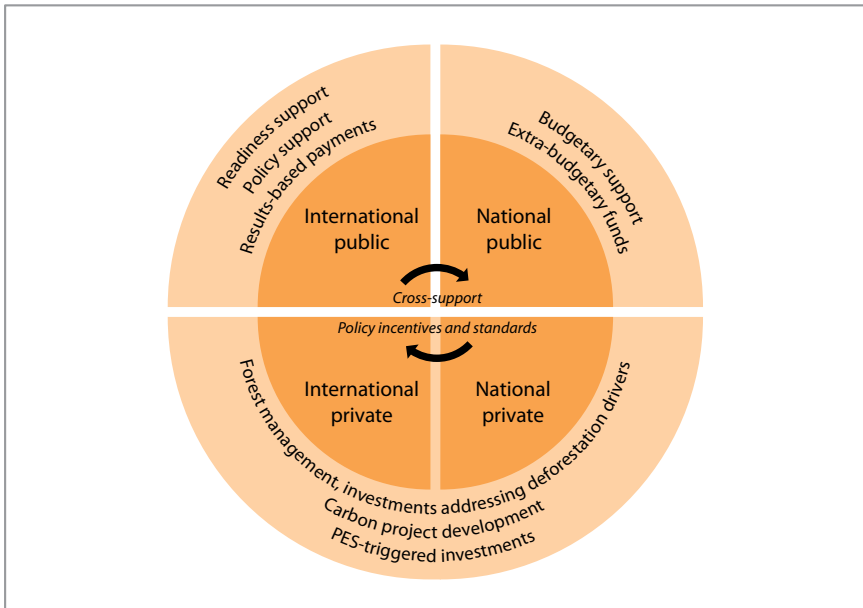 Readiness support
Policy support
Results-based payments
Budgetary support
Extra-budgetary funds
International
public
National
public
Cross-support
Policy incentives and standards
International
private
National
private
Forest management, investments addressing deforestation drivers
Carbon project development
PES-triggered investments